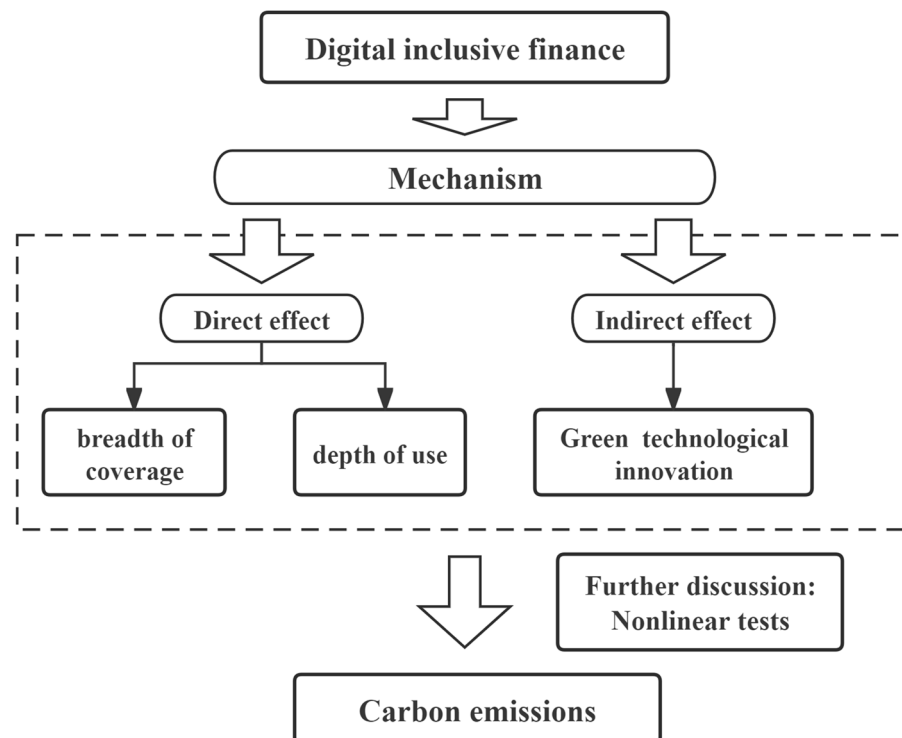 Digital inclusive finance
Mechanism
Direct effect
Indirect effect
breadth of
coverage
depth of use
Green technological
innovation
Further discussion:
Nonlinear tests
Carbon emissions